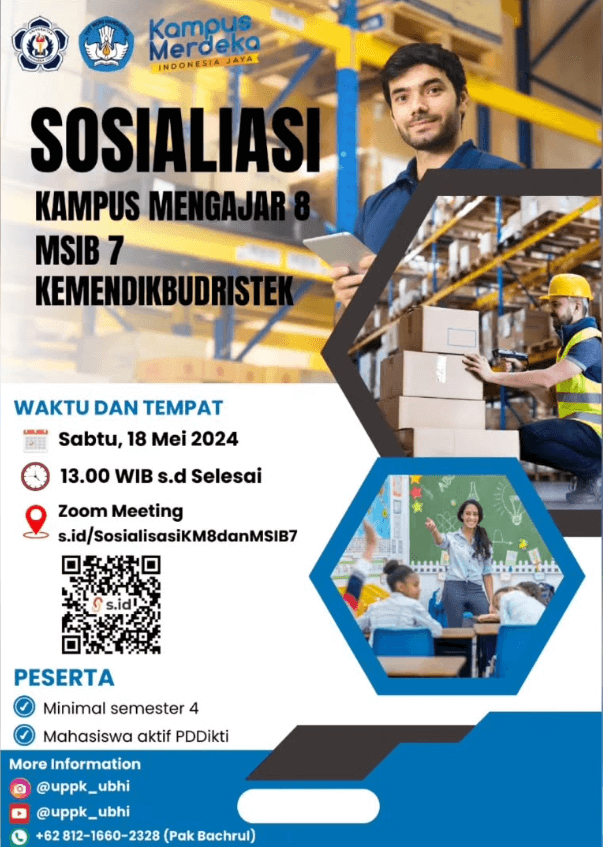 Kampus
Merdeka
INDONESIA JAYA
SOSIALIASI
KAMPUS MENGAJAR 8
MSIB 7
KEMENDIKBUDRISTEK
WAKTU DAN TEMPAT
Sabtu, 18 Mei 2024
13.00 WIB s.d Selesai
Zoom Meeting
s.id/SosialisasiKM8danMSIB7
s.id
PESERTA
Minimal semester 4
Mahasiswa aktif PDDikti
More Information
@uppk_ubhi
@uppk_ubhi
+62 812-1660-2328 (Pak Bachrul)